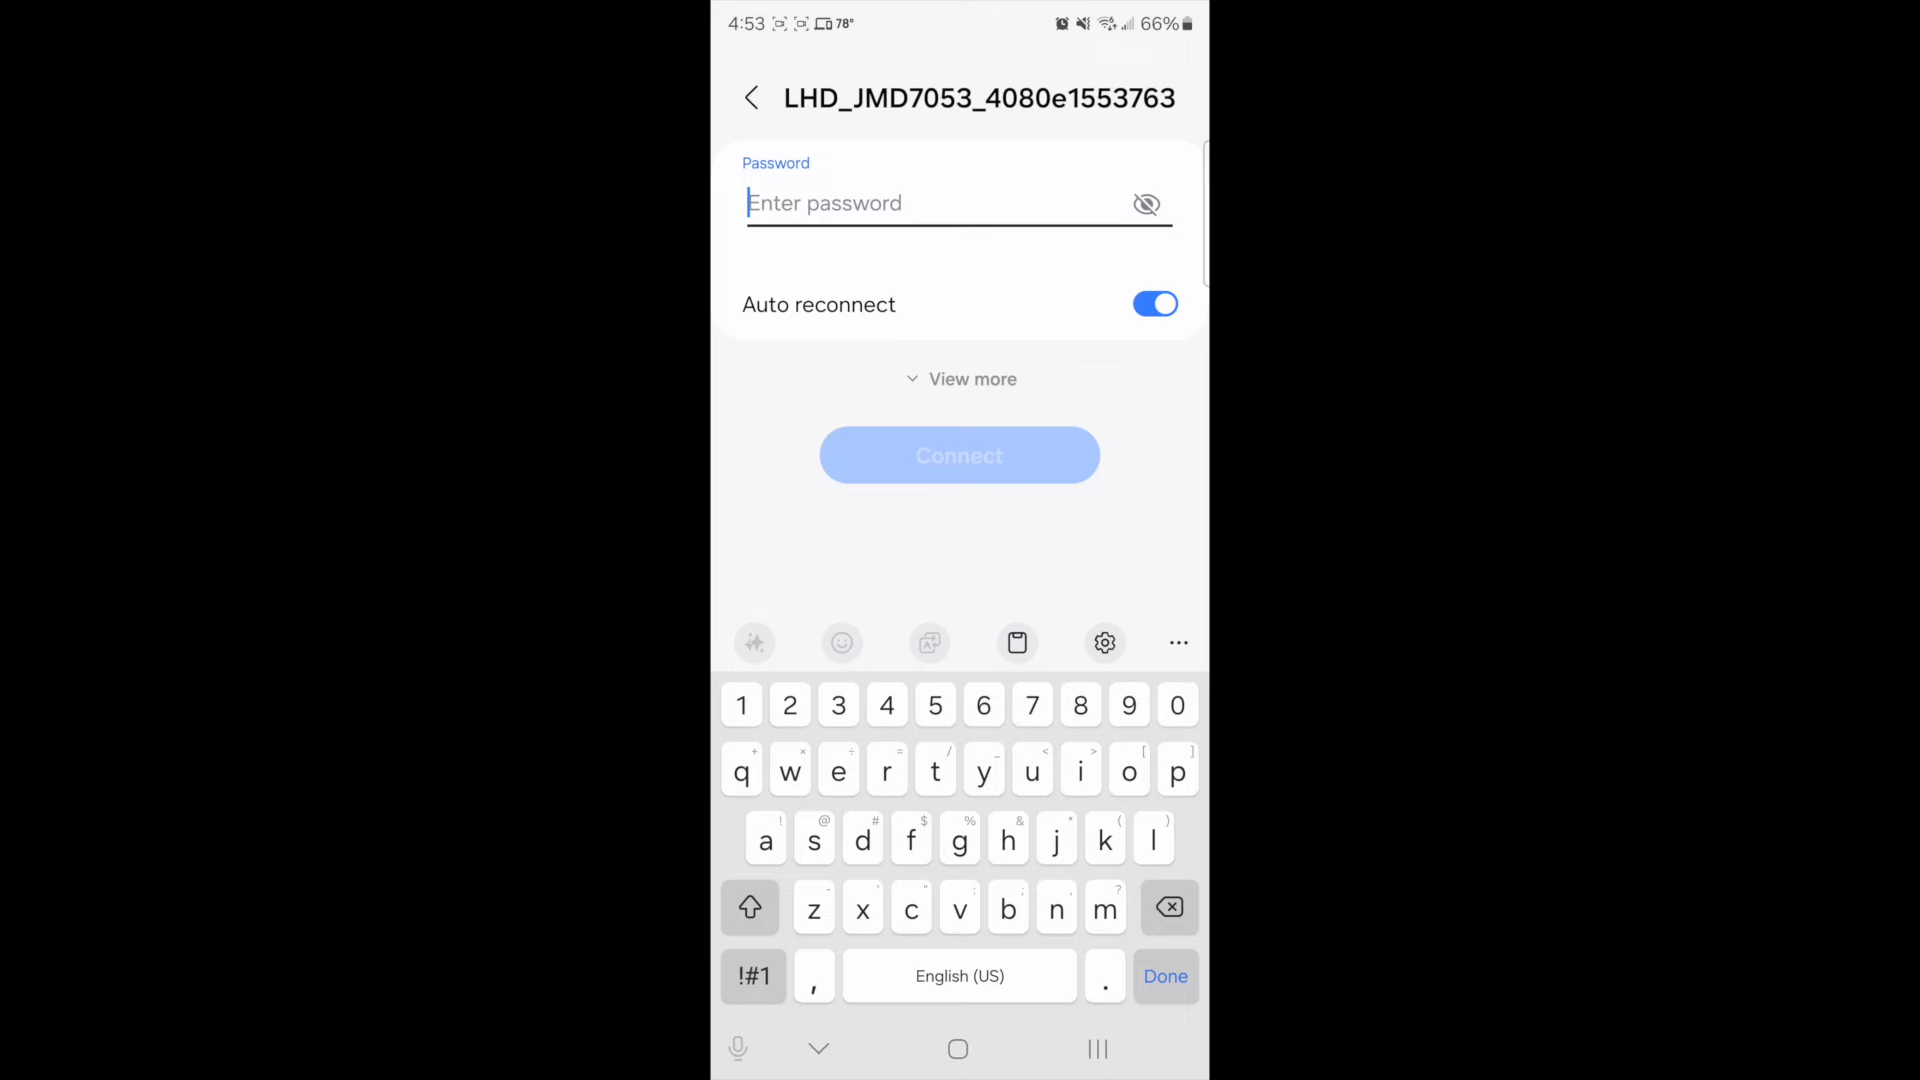 4:53 78° 66%
LHD_JMD7053_4080e1553763
Password
Enter password
Auto reconnect
View more
Connect
1 2 3 4 5 6 7 8 9 0
+ × ÷ = / _ < > [ ]
q w e r t y u i o p
! @ # $ % & * ( )
a s d f g h j k l
- ' " : ; , ?
z x c v b n m
!#1 , English (US) . Done